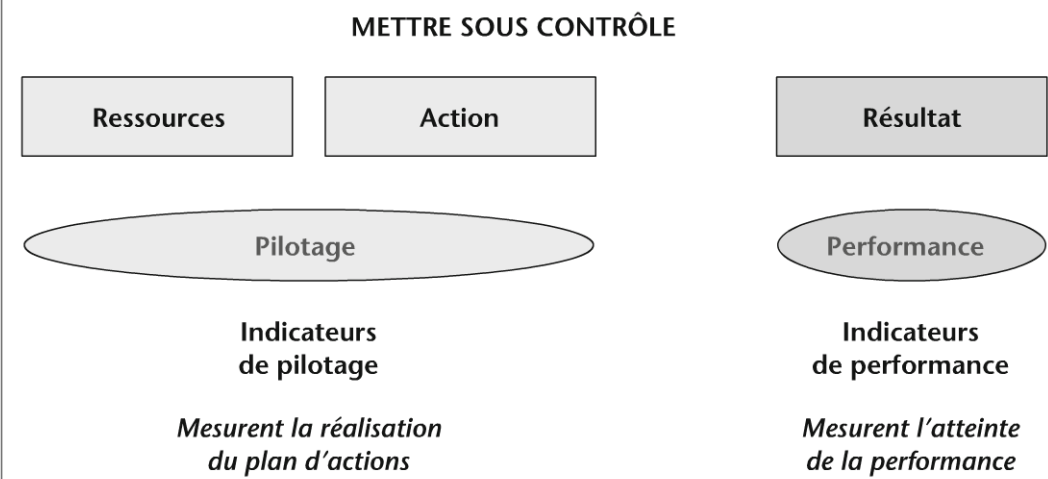 METTRE SOUS CONTRÔLE
Ressources
Action
Résultat
Pilotage
Performance
Indicateurs
de pilotage
Indicateurs
de performance
Mesurent la réalisation
du plan d’actions
Mesurent l’atteinte
de la performance